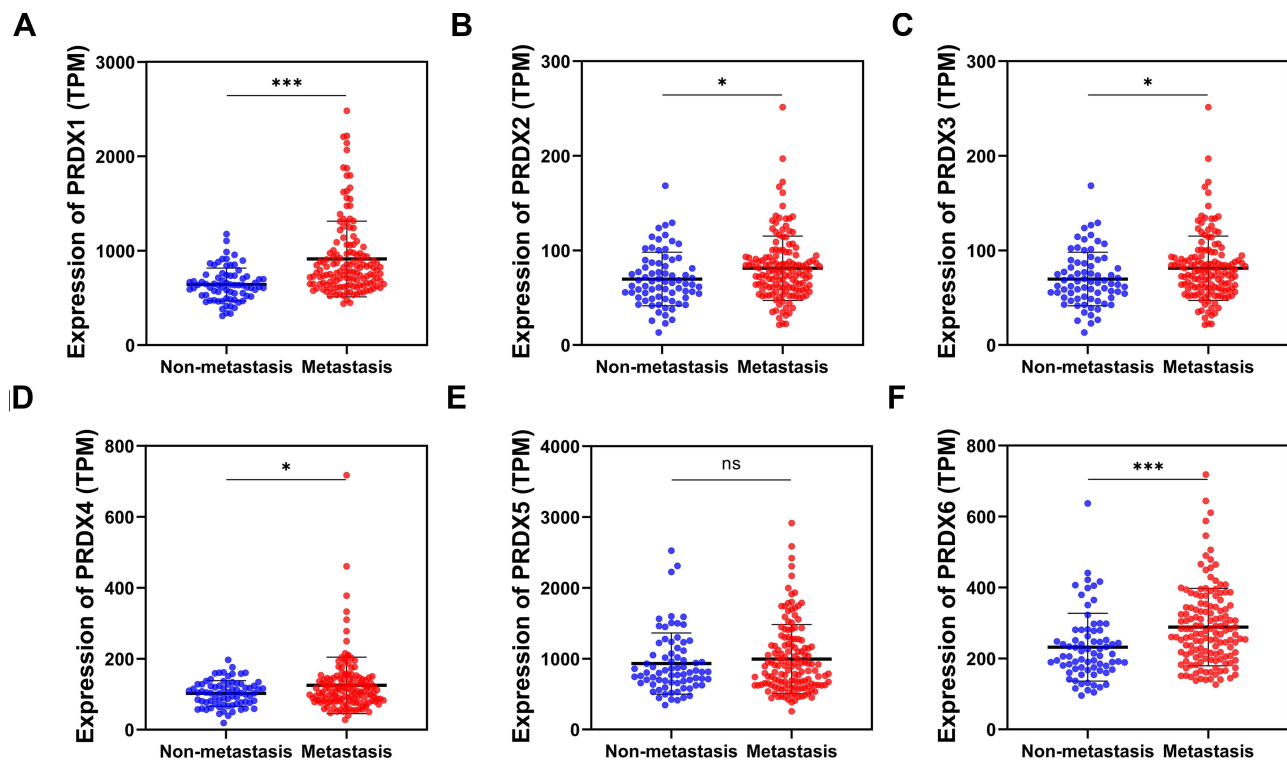 A
Expression of PRDX1 (TPM)
3000
2000
1000
0
***
Non-metastasis Metastasis
B
Expression of PRDX2 (TPM)
300
200
100
0
*
Non-metastasis Metastasis
C
Expression of PRDX3 (TPM)
300
200
100
0
*
Non-metastasis Metastasis
D
Expression of PRDX4 (TPM)
800
600
400
200
0
*
Non-metastasis Metastasis
E
Expression of PRDX5 (TPM)
4000
3000
2000
1000
0
ns
Non-metastasis Metastasis
F
Expression of PRDX6 (TPM)
800
600
400
200
0
***
Non-metastasis Metastasis